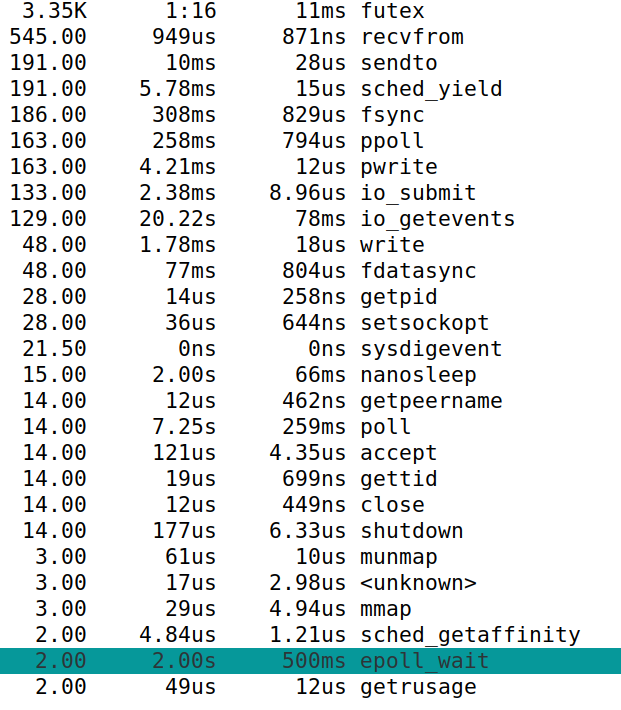 3.35K 1:16 11ms futex
545.00 949us 871ns recvfrom
191.00 10ms 28us sendto
191.00 5.78ms 15us sched_yield
186.00 308ms 829us fsync
163.00 258ms 794us ppoll
163.00 4.21ms 12us pwrite
133.00 2.38ms 8.96us io_submit
129.00 20.22s 78ms io_getevents
48.00 1.78ms 18us write
48.00 77ms 804us fdatasync
28.00 14us 258ns getpid
28.00 36us 644ns setsockopt
21.50 0ns 0ns sysdigevent
15.00 2.00s 66ms nanosleep
14.00 12us 462ns getpeername
14.00 7.25s 259ms poll
14.00 121us 4.35us accept
14.00 19us 699ns gettid
14.00 12us 449ns close
14.00 177us 6.33us shutdown
3.00 61us 10us munmap
3.00 17us 2.98us <unknown>
3.00 29us 4.94us mmap
2.00 4.84us 1.21us sched_getaffinity
2.00 2.00s 500ms epoll_wait
2.00 49us 12us getrusage